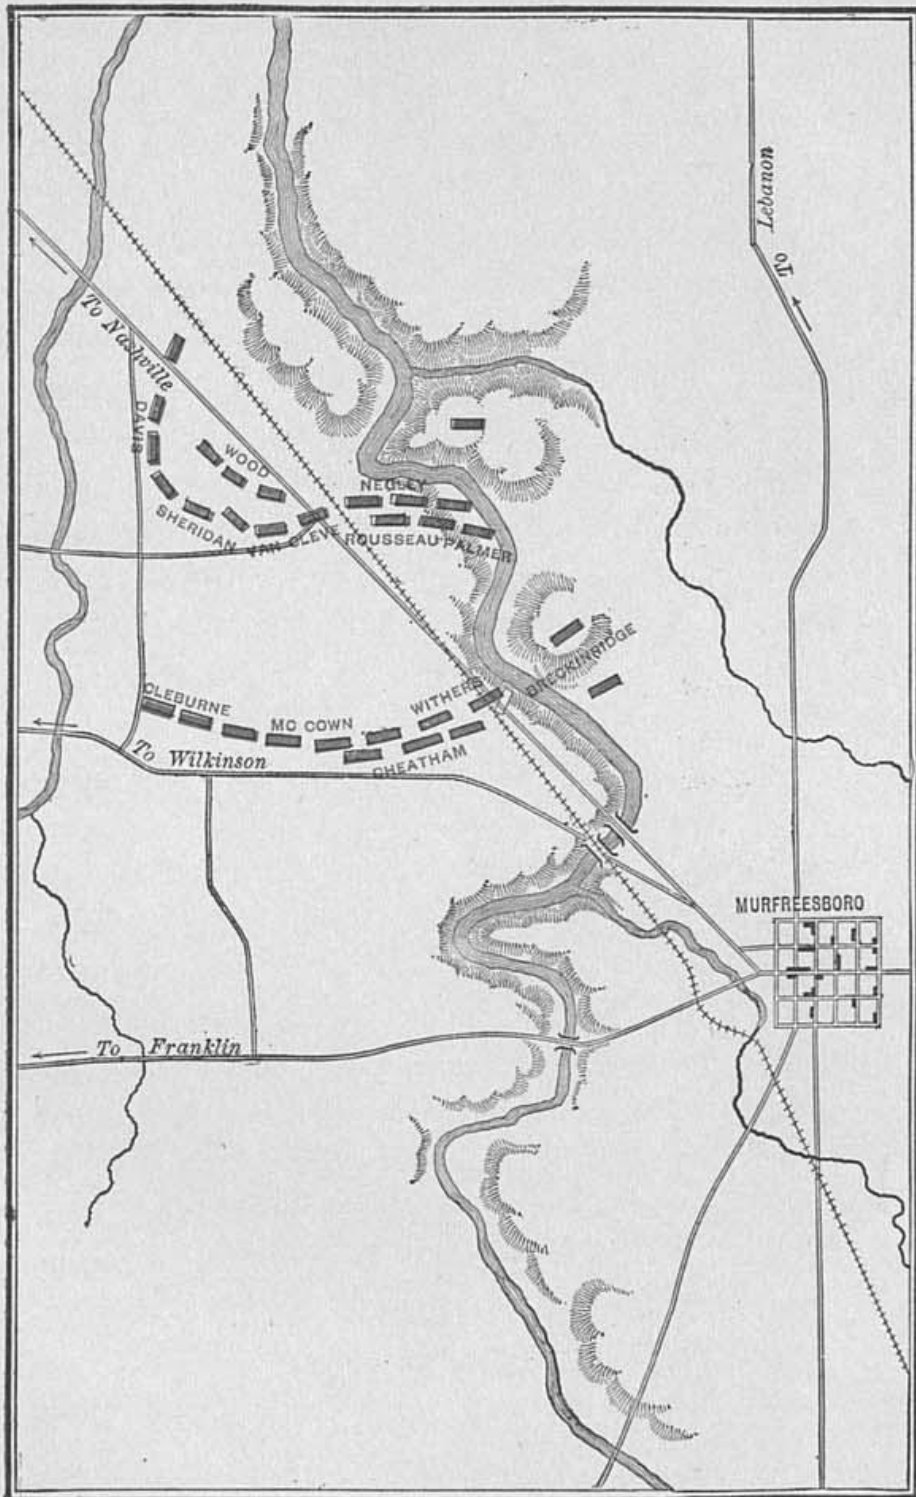 To Lebanon
To Nashville
DAVIS
WOOD
NEGLEY
SHERIDAN
VAN CLEVE
ROUSSEAU
PALMER
BRECKINRIDGE
WITHERS
CLEBURNE
MC COWN
CHEATHAM
To Wilkinson
MURFREESBORO
To Franklin